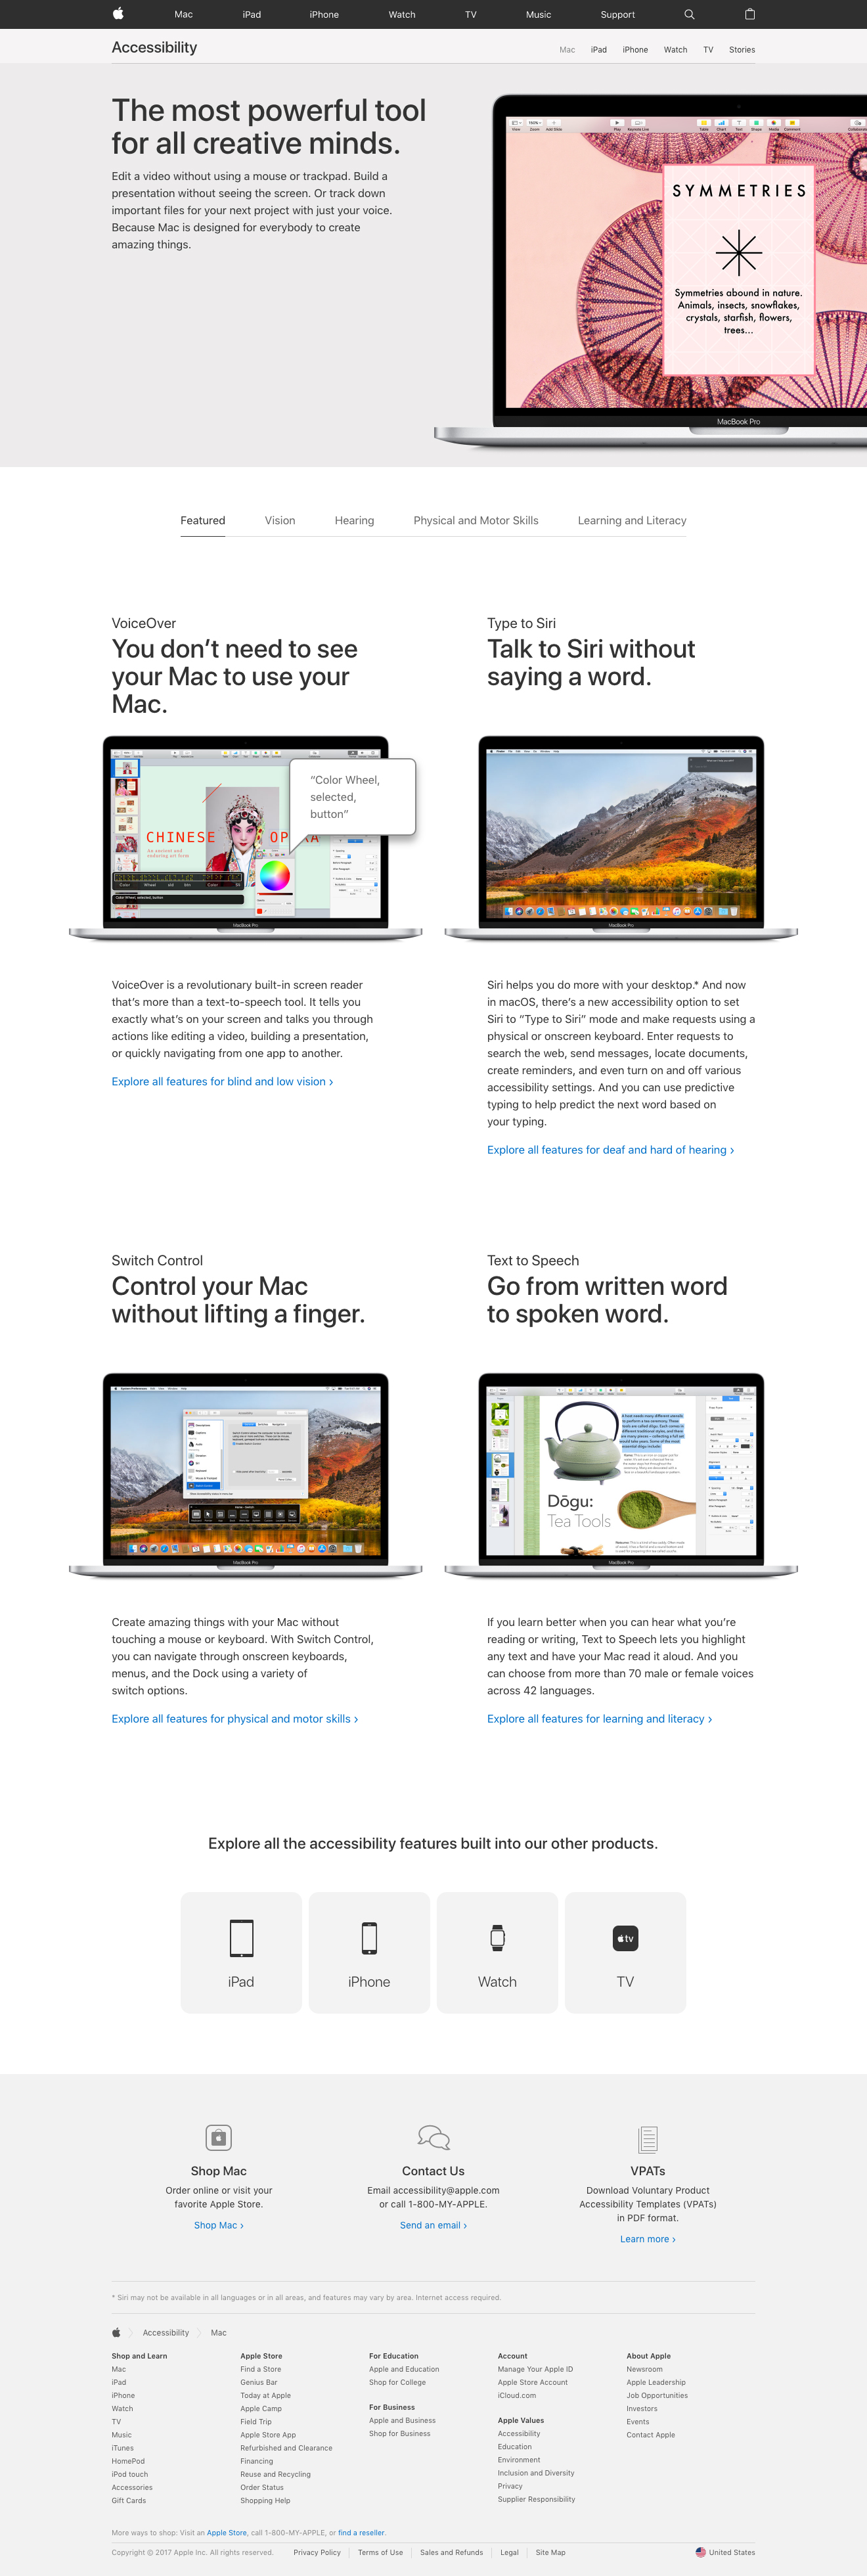 Mac iPad iPhone Watch TV Music Support
Accessibility
Mac iPad iPhone Watch TV Stories
The most powerful tool
for all creative minds.
Edit a video without using a mouse or trackpad. Build a
presentation without seeing the screen. Or track down
important files for your next project with just your voice.
Because Mac is designed for everybody to create
amazing things.
SYMMETRIES
Symmetries abound in nature.
Animals, insects, snowflakes,
crystals, starfish, flowers,
trees...
MacBook Pro
Featured Vision Hearing Physical and Motor Skills Learning and Literacy
VoiceOver
You don't need to see
your Mac to use your
Mac.
Type to Siri
Talk to Siri without
saying a word.
"Color Wheel,
selected,
button"
CHINESE
An ancient and
enduring art form
Color Wheel, selected, button
MacBook Pro
MacBook Pro
VoiceOver is a revolutionary built-in screen reader
that's more than a text-to-speech tool. It tells you
exactly what's on your screen and talks you through
actions like editing a video, building a presentation,
or quickly navigating from one app to another.
Explore all features for blind and low vision ›
Siri helps you do more with your desktop.* And now
in macOS, there's a new accessibility option to set
Siri to "Type to Siri" mode and make requests using a
physical or onscreen keyboard. Enter requests to
search the web, send messages, locate documents,
create reminders, and even turn on and off various
accessibility settings. And you can use predictive
typing to help predict the next word based on
your typing.
Explore all features for deaf and hard of hearing ›
Switch Control
Control your Mac
without lifting a finger.
Text to Speech
Go from written word
to spoken word.
MacBook Pro
Dōgu:
Tea Tools
MacBook Pro
Create amazing things with your Mac without
touching a mouse or keyboard. With Switch Control,
you can navigate through onscreen keyboards,
menus, and the Dock using a variety of
switch options.
Explore all features for physical and motor skills ›
If you learn better when you can hear what you're
reading or writing, Text to Speech lets you highlight
any text and have your Mac read it aloud. And you
can choose from more than 70 male or female voices
across 42 languages.
Explore all features for learning and literacy ›
Explore all the accessibility features built into our other products.
iPad iPhone Watch TV
tv
Shop Mac
Order online or visit your
favorite Apple Store.
Shop Mac ›
Contact Us
Email accessibility@apple.com
or call 1-800-MY-APPLE.
Send an email ›
VPATs
Download Voluntary Product
Accessibility Templates (VPATs)
in PDF format.
Learn more ›
* Siri may not be available in all languages or in all areas, and features may vary by area. Internet access required.
Accessibility Mac
Shop and Learn
Mac
iPad
iPhone
Watch
TV
Music
iTunes
HomePod
iPod touch
Accessories
Gift Cards
Apple Store
Find a Store
Genius Bar
Today at Apple
Apple Camp
Field Trip
Apple Store App
Refurbished and Clearance
Financing
Reuse and Recycling
Order Status
Shopping Help
For Education
Apple and Education
Shop for College
For Business
Apple and Business
Shop for Business
Account
Manage Your Apple ID
Apple Store Account
iCloud.com
Apple Values
Accessibility
Education
Environment
Inclusion and Diversity
Privacy
Supplier Responsibility
About Apple
Newsroom
Apple Leadership
Job Opportunities
Investors
Events
Contact Apple
More ways to shop: Visit an Apple Store, call 1-800-MY-APPLE, or find a reseller.
Copyright © 2017 Apple Inc. All rights reserved. Privacy Policy Terms of Use Sales and Refunds Legal Site Map United States